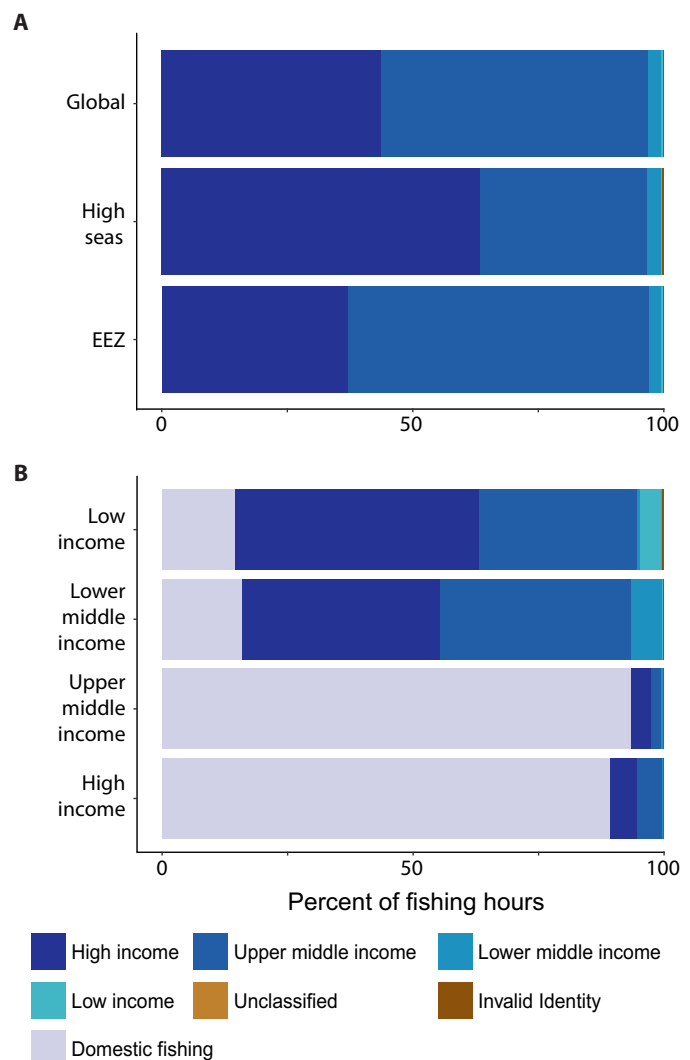 A
Global
High
seas
EEZ
0 50 100
B
Low
income
Lower
middle
income
Upper
middle
income
High
income
0 50 100
Percent of fishing hours
High income Upper middle income Lower middle income
Low income Unclassified Invalid Identity
Domestic fishing